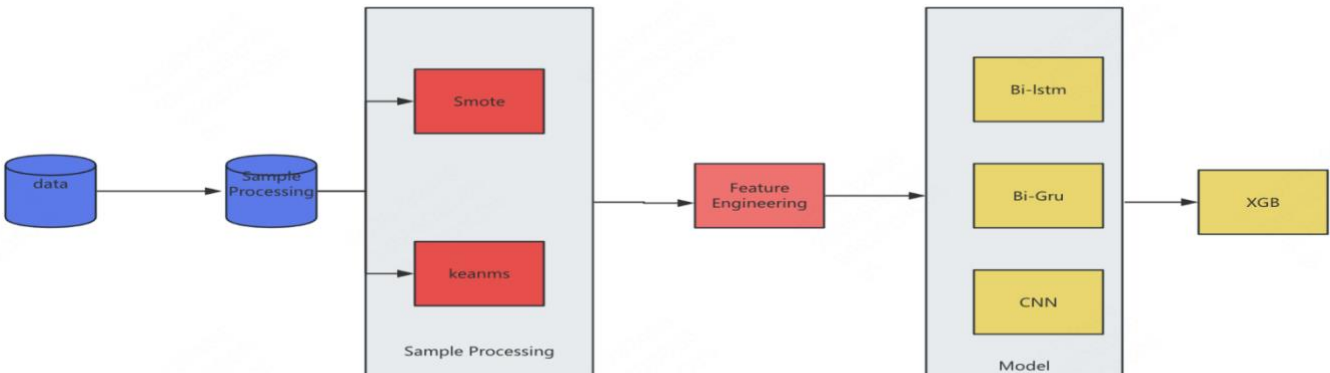 data
Sample
Processing
Smote
keanms
Sample Processing
Feature
Engineering
Bi-lstm
Bi-Gru
CNN
Model
XGB